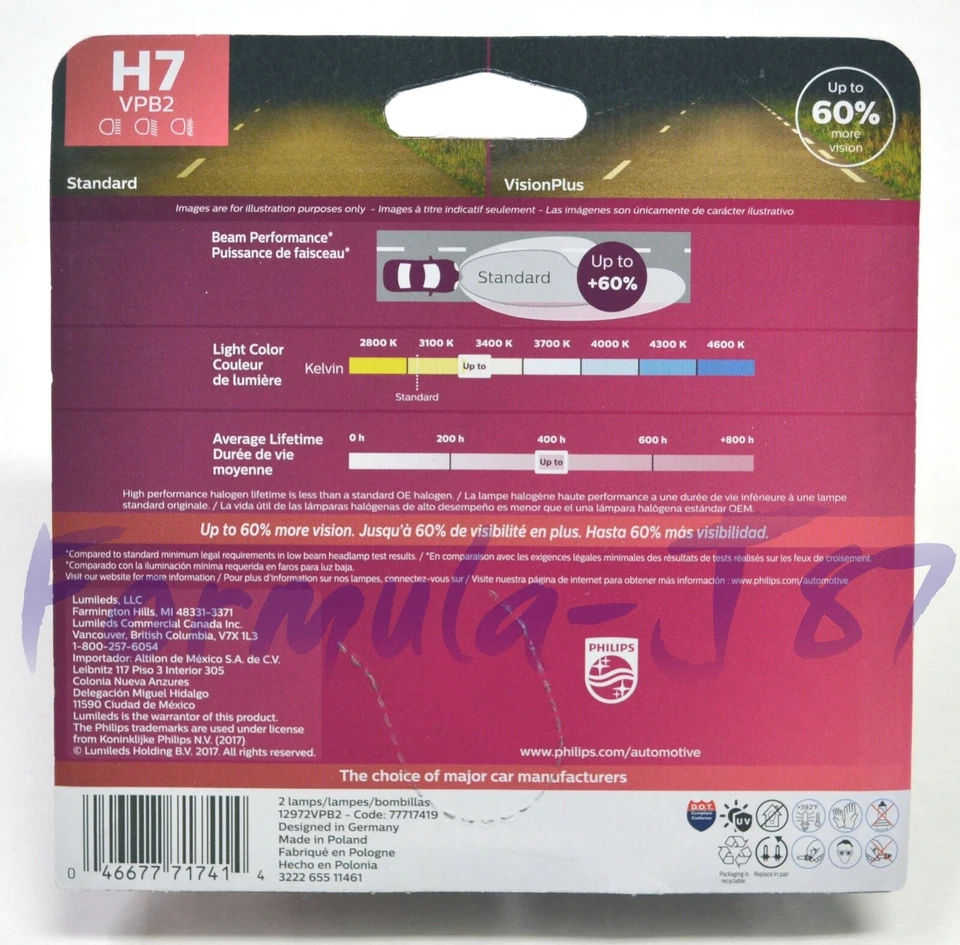 H7
VPB2
Up to
60%
more
vision
Standard
VisionPlus
Images are for illustration purposes only - Images à titre indicatif seulement - Las imágenes son únicamente de carácter ilustrativo
Beam Performance*
Puissance de faisceau*
Standard
Up to
+60%
Light Color
Couleur
de lumière
Kelvin
2800 K 3100 K 3400 K 3700 K 4000 K 4300 K 4600 K
Up to
Standard
Average Lifetime
Durée de vie
moyenne
0 h 200 h 400 h 600 h +800 h
Up to
High performance halogen lifetime is less than a standard OE halogen. / La lampe halogène haute performance a une durée de vie inférieure à une lampe
standard originale. / La vida útil de las lámparas halógenas de alto desempeño es menor que el una lámpara halógena estándar OEM.
Up to 60% more vision. Jusqu'à 60% de visibilité en plus. Hasta 60% más visibilidad.
*Compared to standard minimum legal requirements in low beam headlamp test results. / *En comparaison avec les exigences légales minimales des résultats de tests réalisés sur les feux de croisement.
*Comparado con la iluminación mínima requerida en faros para luz baja.
Visit our website for more information / Pour plus d'information sur nos lampes, connectez-vous sur / Visite nuestra página de internet para obtener más información : www.philips.com/automotive
Formula-J87
Lumileds, LLC
Farmington Hills, MI 48331-3371
Lumileds Commercial Canada Inc.
Vancouver, British Columbia, V7X 1L3
1-800-257-6054
Importador: Altilon de México S.A. de C.V.
Leibnitz 117 Piso 3 Interior 305
Colonia Nueva Anzures
Delegación Miguel Hidalgo
11590 Ciudad de México
Lumileds is the warrantor of this product.
The Philips trademarks are used under license
from Koninklijke Philips N.V. (2017)
© Lumileds Holding B.V. 2017. All rights reserved.
PHILIPS
www.philips.com/automotive
The choice of major car manufacturers
0 46677 71741 4
2 lamps/lampes/bombillas
12972VPB2 - Code: 77717419
Designed in Germany
Made in Poland
Fabriqué en Pologne
Hecho en Polonia
3222 655 11461
D.O.T.
Compliant
Conforme
UV
>392°F
Packaging is
recyclable
Replace in pair